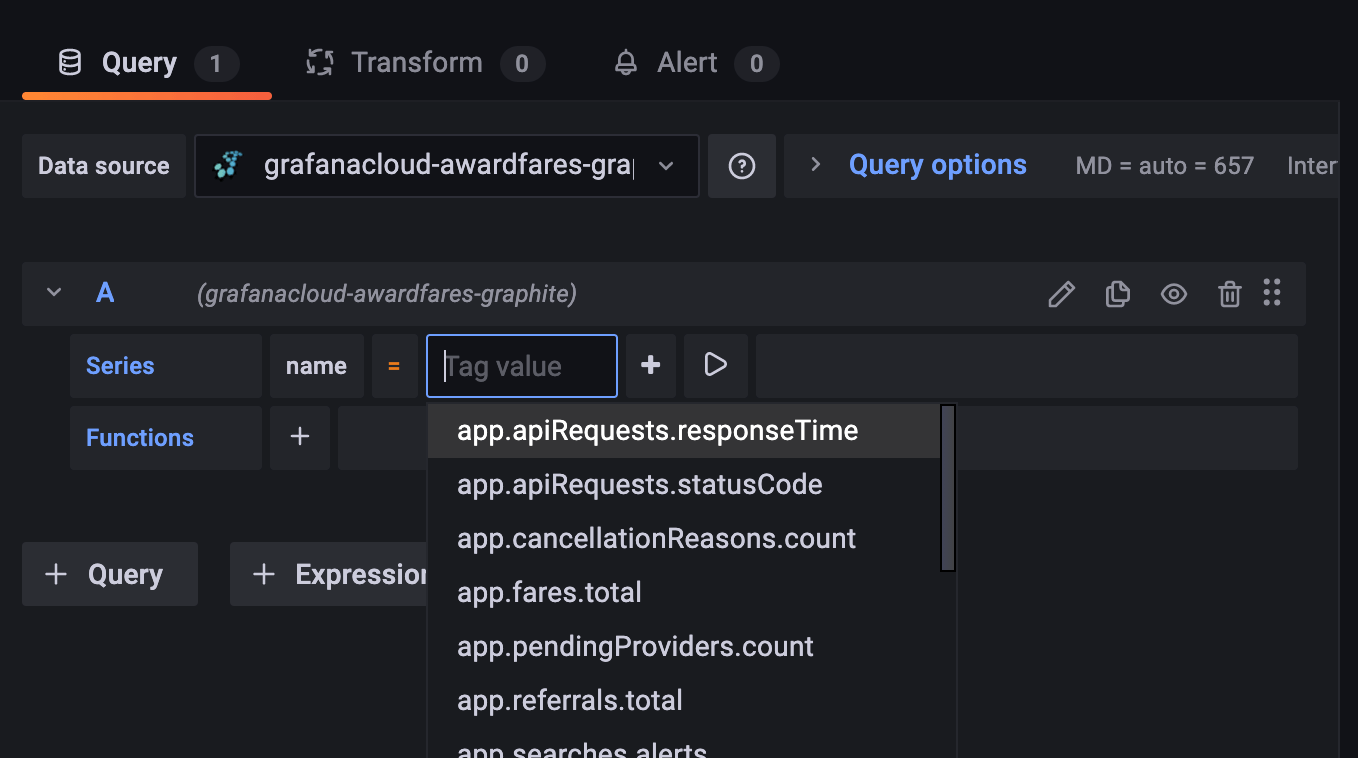 Query 1 Transform 0 Alert 0
Data source grafanacloud-awardfares-gra Query options MD = auto = 657 Inter
A (grafanacloud-awardfares-graphite)
Series name = Tag value
Functions +
app.apiRequests.responseTime
app.apiRequests.statusCode
app.cancellationReasons.count
+ Query + Expression
app.fares.total
app.pendingProviders.count
app.referrals.total
app.searches.alerts